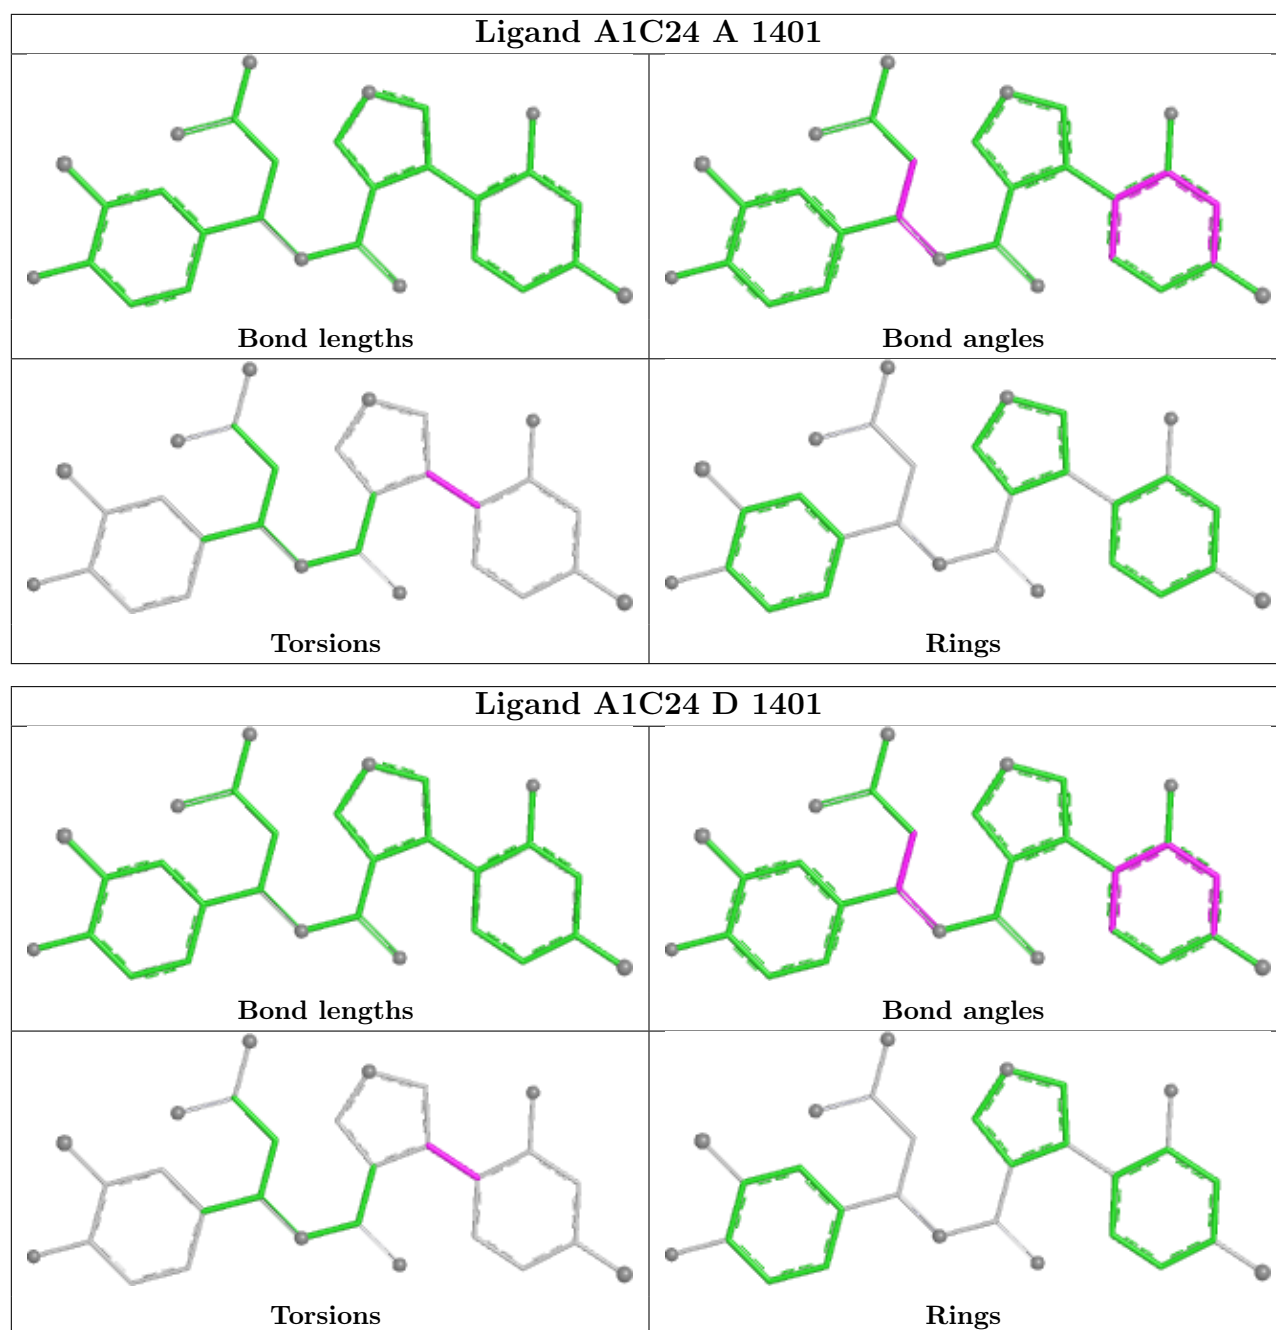 Ligand A1C24 A 1401
Bond lengths
Bond angles
Torsions
Rings
Ligand A1C24 D 1401
Bond lengths
Bond angles
Torsions
Rings